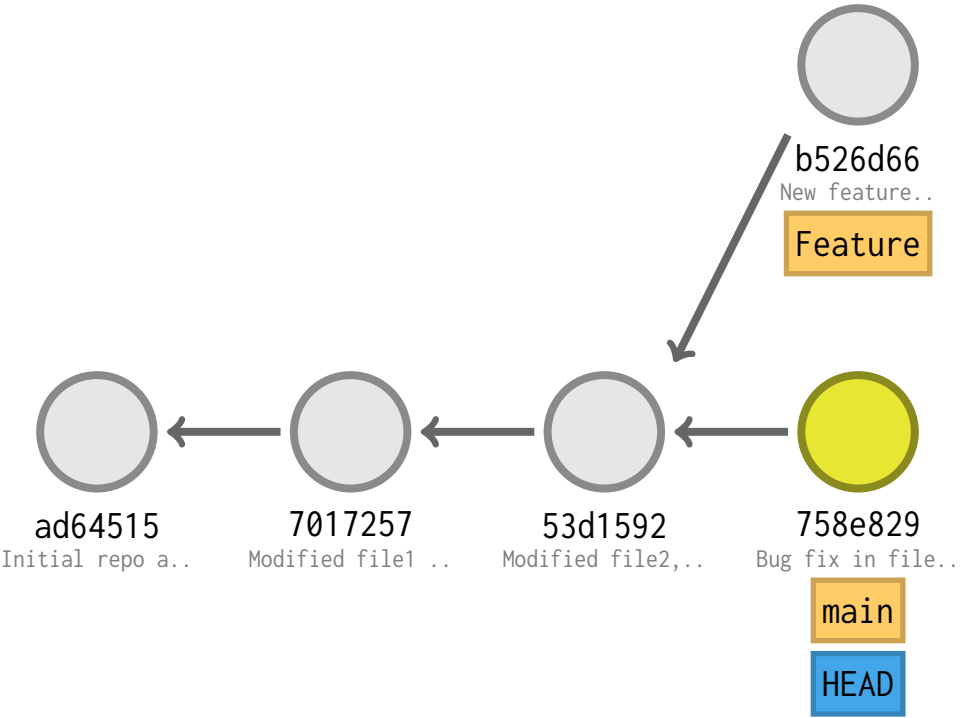 b526d66
New feature..
Feature
ad64515
Initial repo a..
7017257
Modified file1 ..
53d1592
Modified file2,..
758e829
Bug fix in file..
main
HEAD